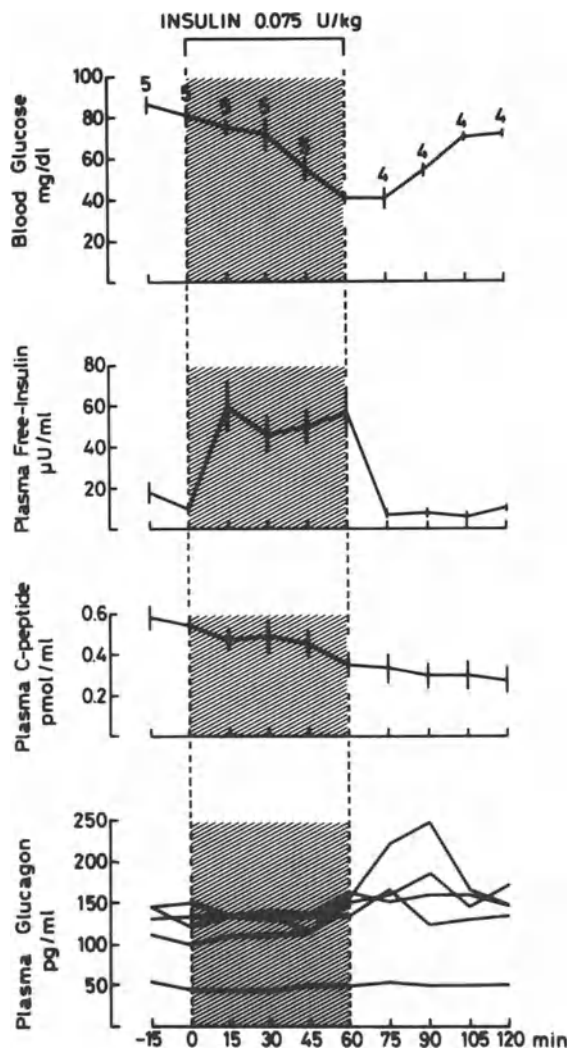 INSULIN 0.075 U/kg
Blood Glucose
mg/dl
100
80
60
40
20
5
5
5
5
5
4
4
4
4
Plasma Free-Insulin
µU/ml
80
60
40
20
Plasma C-peptide
pmol/ml
0.6
0.4
0.2
Plasma Glucagon
pg/ml
250
200
150
100
50
-15 0 15 30 45 60 75 90 105 120 min